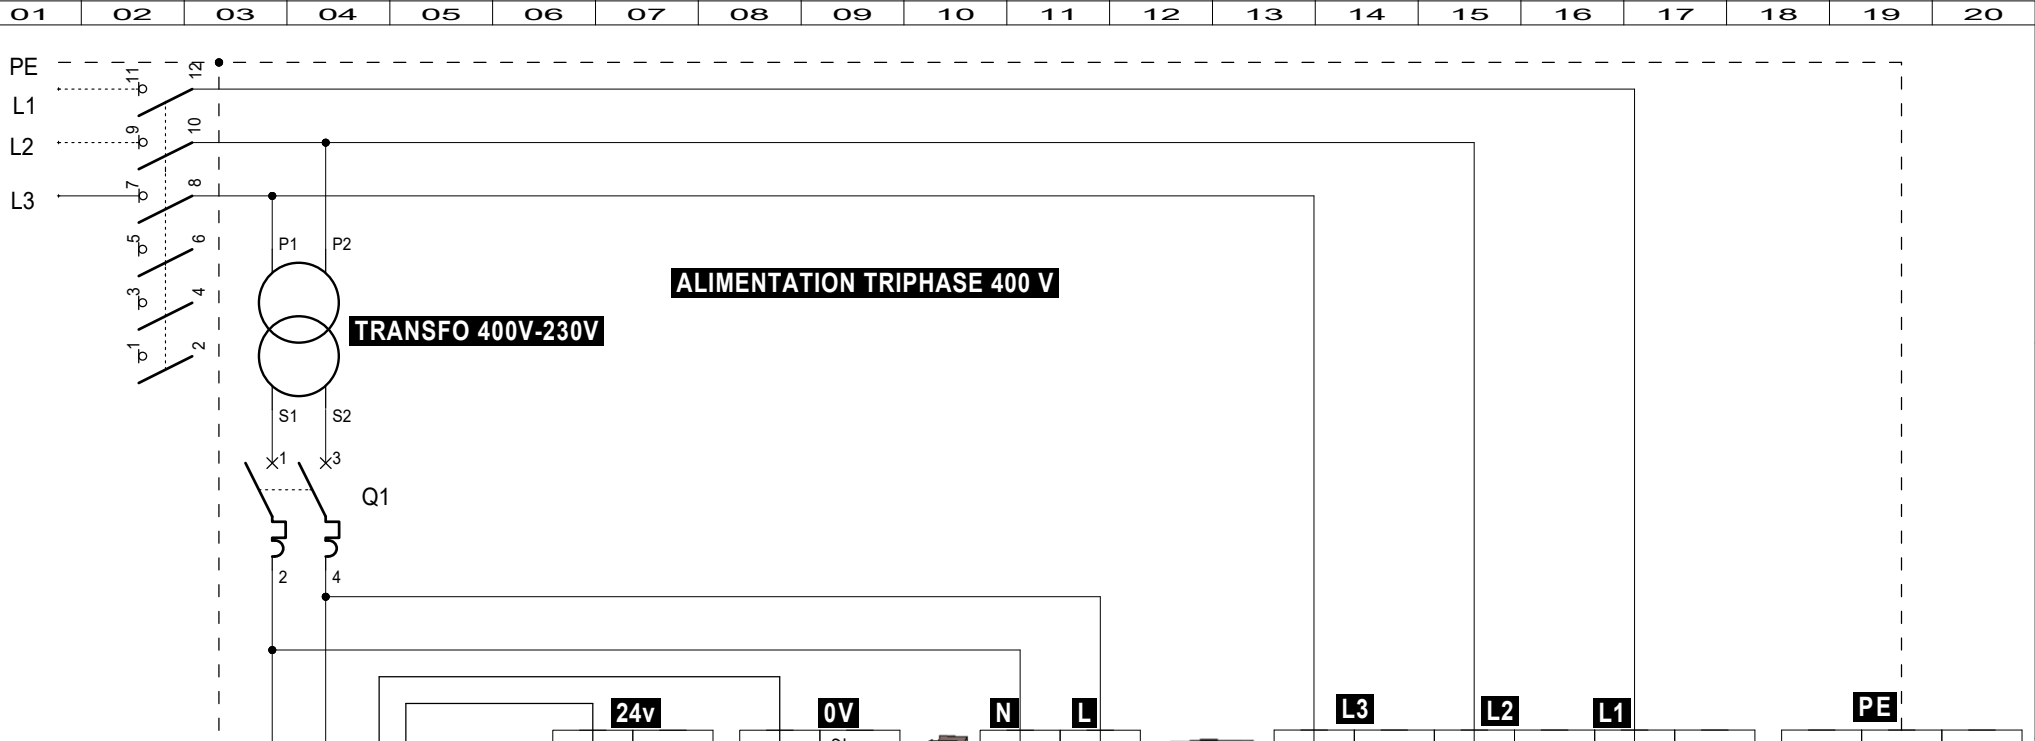 01 02 03 04 05 06 07 08 09 10 11 12 13 14 15 16 17 18 19 20
PE
11 12
L1
9 10
L2
7 8
L3
5 6
P1 P2
ALIMENTATION TRIPHASE 400 V
3 4
TRANSFO 400V-230V
1 2
S1 S2
1 3
Q1
2 4
24v 0V N L L3 L2 L1 PE